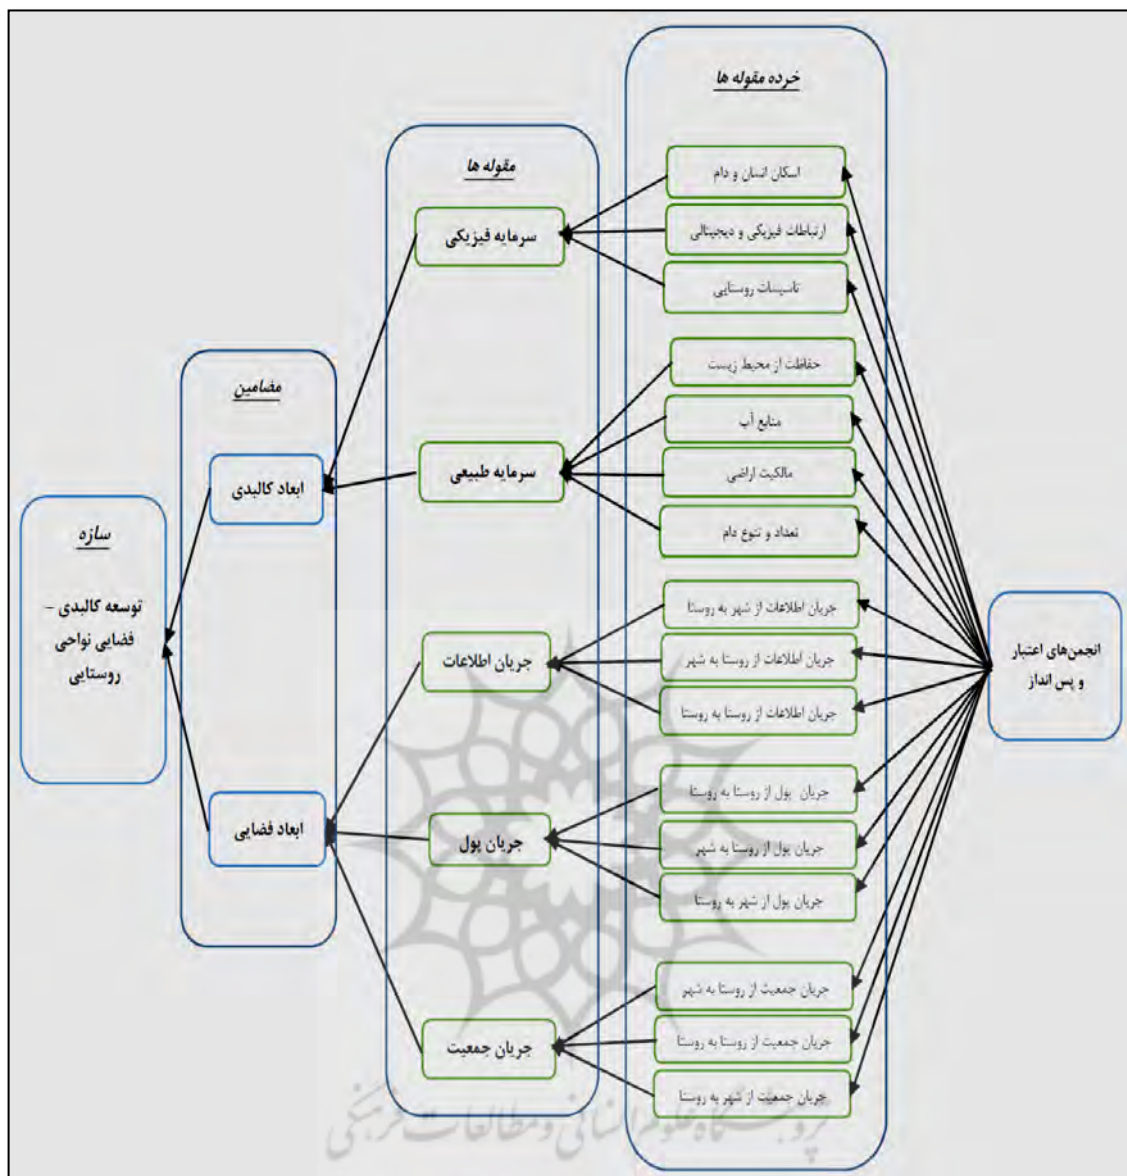 خرده مقوله ها
اسکان انسان و دام
ارتباطات فیزیکی و دیجیتالی
تاسیسات روستایی
حفاظت از محیط زیست
منابع آب
مالکیت اراضی
تعداد و تنوع دام
جریان اطلاعات از شهر به روستا
جریان اطلاعات از روستا به شهر
جریان اطلاعات از روستا به روستا
جریان پول از روستا به روستا
جریان پول از روستا به شهر
جریان پول از شهر به روستا
جریان جمعیت از روستا به شهر
جریان جمعیت از روستا به روستا
جریان جمعیت از شهر به روستا
انجمن‌های اعتبار
و پس انداز
مقوله ها
سرمایه فیزیکی
سرمایه طبیعی
جریان اطلاعات
جریان پول
جریان جمعیت
مضامین
ابعاد کالبدی
ابعاد فضایی
سازه
توسعه کالبدی –
فضایی نواحی
روستایی
پژوهشگاه علوم انسانی و مطالعات فرهنگی